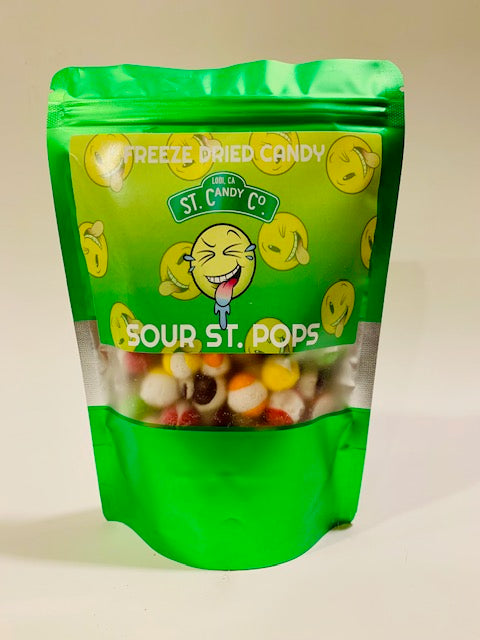 FREEZE DRIED CANDY
LODI, CA
ST. CANDY CO.
SOUR ST. POPS